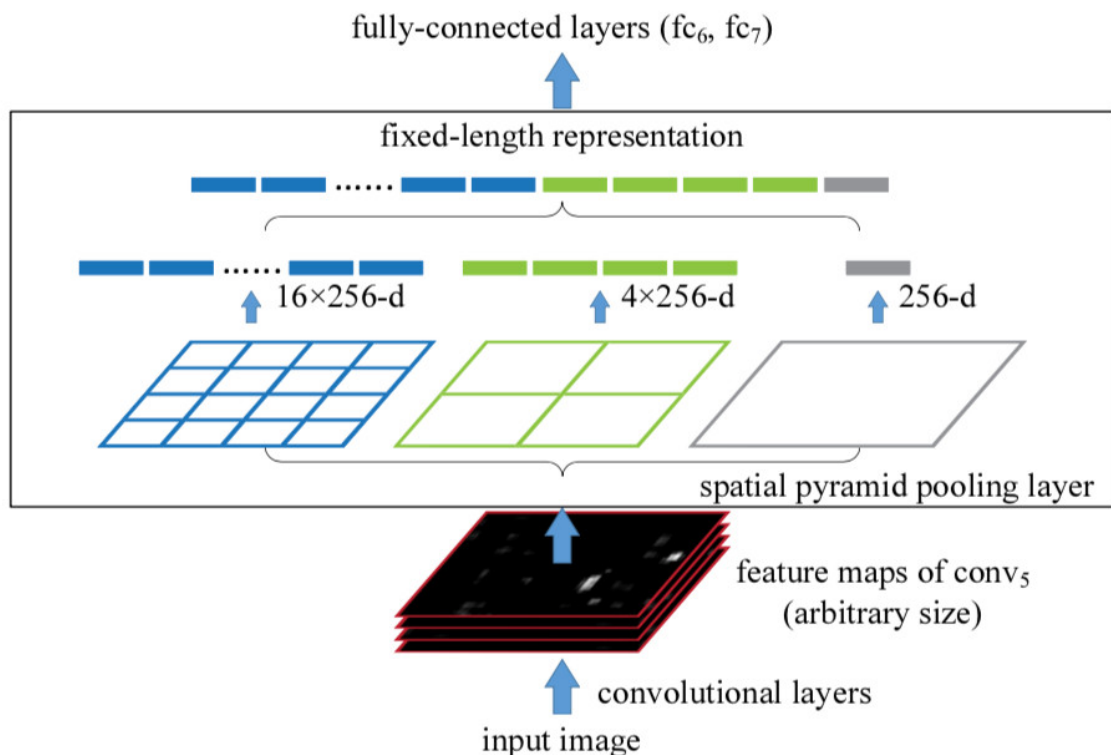 fully-connected layers (fc₆, fc₇)
fixed-length representation
16×256-d
4×256-d
256-d
spatial pyramid pooling layer
feature maps of conv₅
(arbitrary size)
convolutional layers
input image